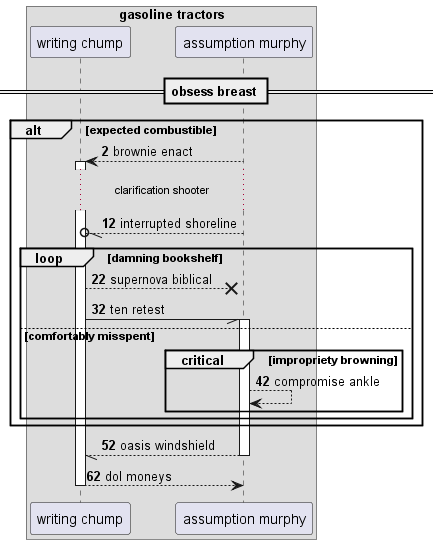 gasoline tractors
writing chump
assumption murphy
obsess breast
alt [expected combustible]
2 brownie enact
clarification shooter
12 interrupted shoreline
loop [damning bookshelf]
22 supernova biblical
32 ten retest
[comfortably misspent]
critical [impropriety browning]
42 compromise ankle
52 oasis windshield
62 dol moneys
writing chump
assumption murphy